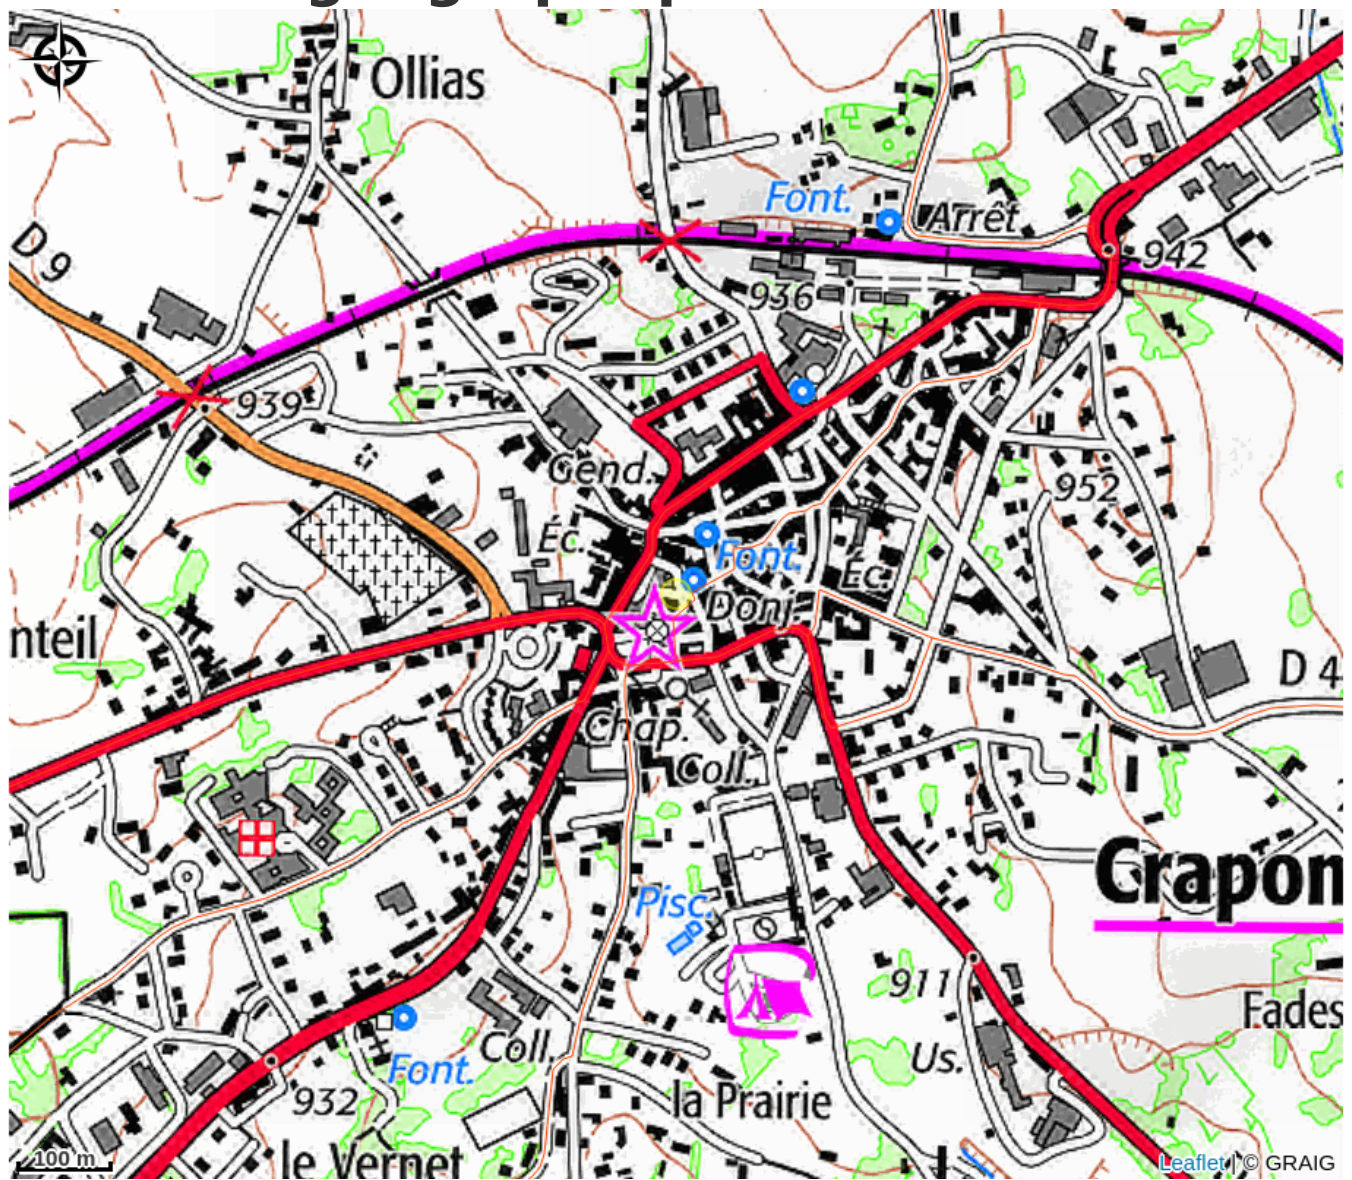 Ollias
Font.
Arrêt
D 9
942
936
939
Gend.
952
Éc.
Font.
Éc.
Donj.
nteil
D 4
Chap.
Coll.
Crapon
Pisc.
911
Fades
Coll.
Us.
Font.
932
la Prairie
le Vernet
100 m
Leaflet | © GRAIG